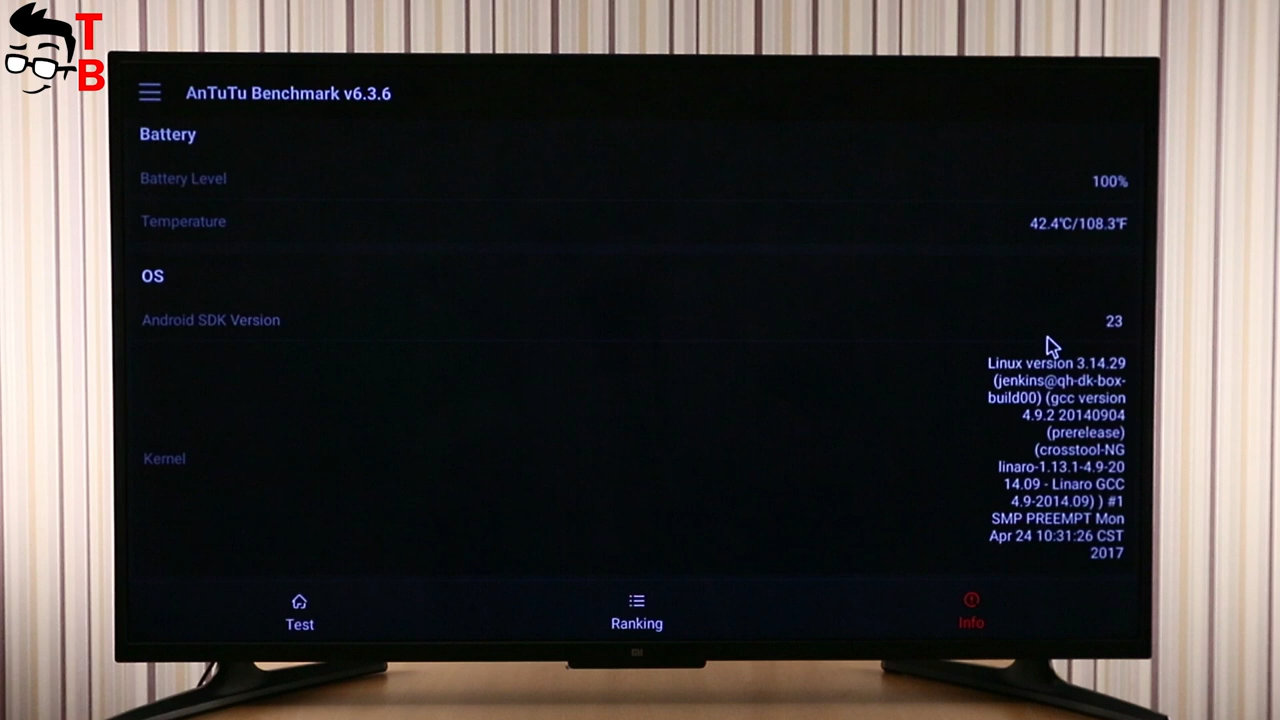 T
B
AnTuTu Benchmark v6.3.6
Battery
Battery Level
100%
Temperature
42.4℃/108.3℉
OS
Android SDK Version
23
Kernel
Linux version 3.14.29
(jenkins@qh-dk-box-
build00) (gcc version
4.9.2 20140904
(prerelease)
(crosstool-NG
linaro-1.13.1-4.9-20
14.09 - Linaro GCC
4.9-2014.09) ) #1
SMP PREEMPT Mon
Apr 24 10:31:26 CST
2017
Test
Ranking
Info
mi